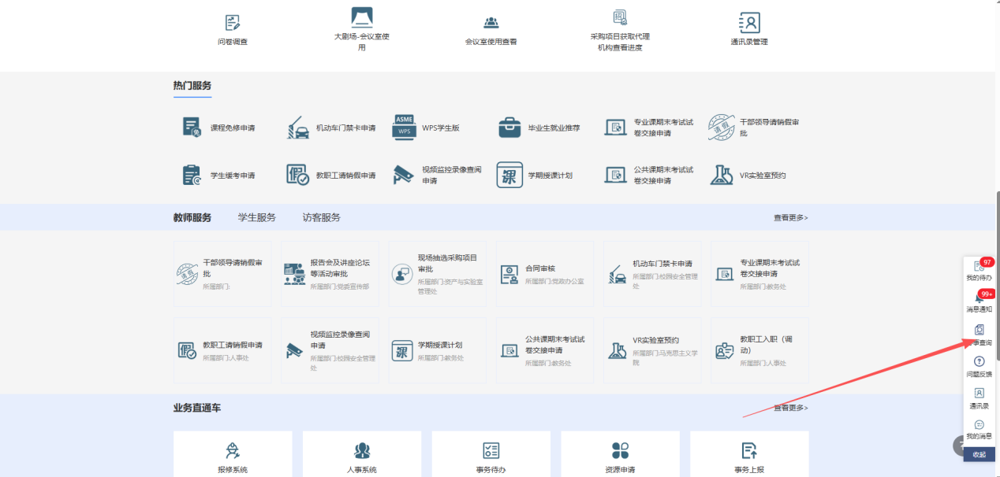 问卷调查
大剧场-会议室使
用
会议室使用查看
采购项目获取代理
机构查看进度
通讯录管理
热门服务
课程免修申请
机动车门禁卡申请
ASME
WPS
WPS学生版
毕业生就业推荐
专业课期末考试试
卷交接申请
请假
干部领导请销假审
批
学生缓考申请
假
教职工请销假申请
视频监控录像查阅
申请
课
学期授课计划
公共课期末考试试
卷交接申请
VR实验室预约
教师服务
学生服务
访客服务
查看更多>
请假
干部领导请销假审
批
所属部门:
报告会及讲座论坛
等活动审批
所属部门:党委宣传部
现场抽选采购项目
审批
所属部门:资产与实验室
管理处
合同审核
所属部门:党政办公室
机动车门禁卡申请
所属部门:校园安全管理
处
专业课期末考试试
卷交接申请
所属部门:教务处
假
教职工请销假申请
所属部门:人事处
视频监控录像查阅
申请
所属部门:校园安全管理
处
课
学期授课计划
所属部门:教务处
公共课期末考试试
卷交接申请
所属部门:教务处
VR实验室预约
所属部门:马克思主义学
院
教职工入职（调
动）
所属部门:人事处
业务直通车
查看更多>
报修系统
人事系统
事务待办
资源申请
事务上报
97
我的待办
99+
消息通知
事查询
问题反馈
通讯录
我的消息
收起